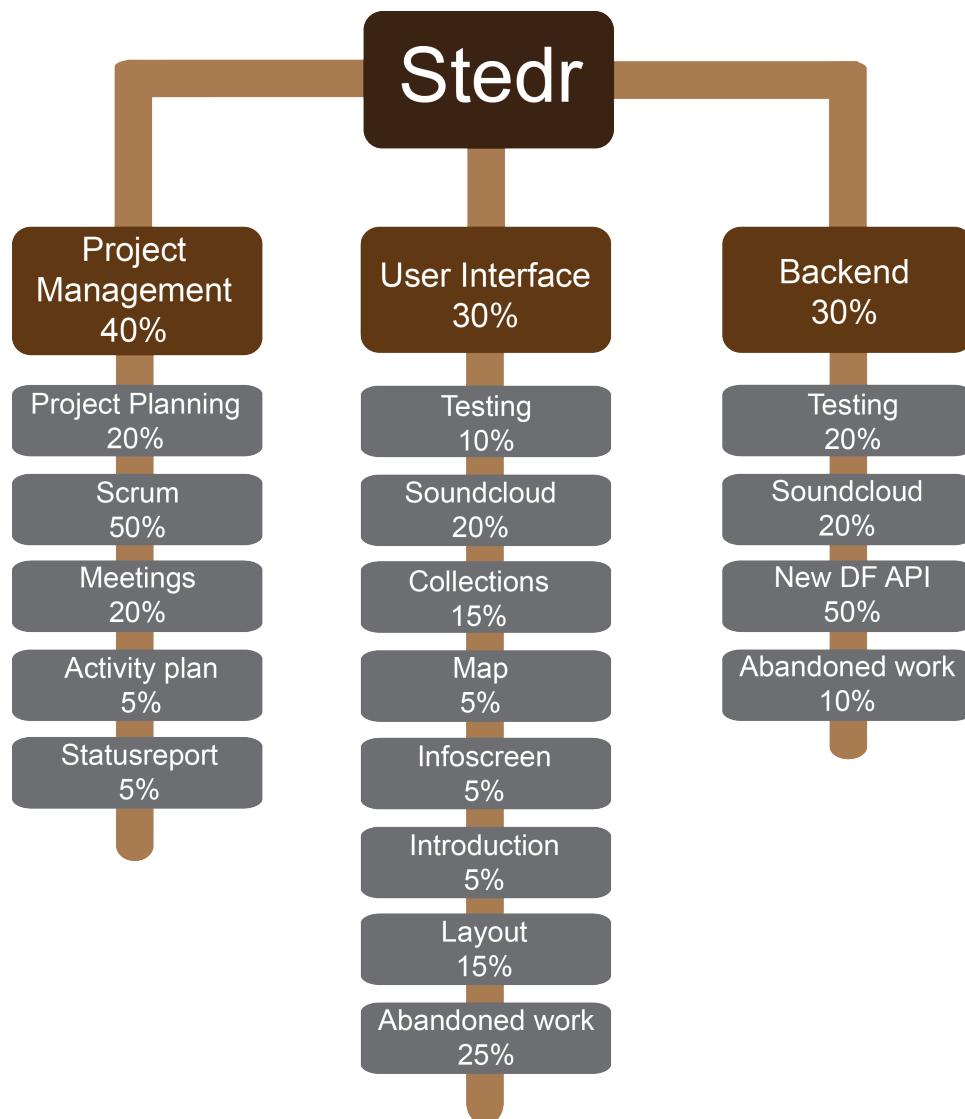 Stedr
Project
Management
40%
Project Planning
20%
Scrum
50%
Meetings
20%
Activity plan
5%
Statusreport
5%
User Interface
30%
Testing
10%
Soundcloud
20%
Collections
15%
Map
5%
Infoscreen
5%
Introduction
5%
Layout
15%
Abandoned work
25%
Backend
30%
Testing
20%
Soundcloud
20%
New DF API
50%
Abandoned work
10%